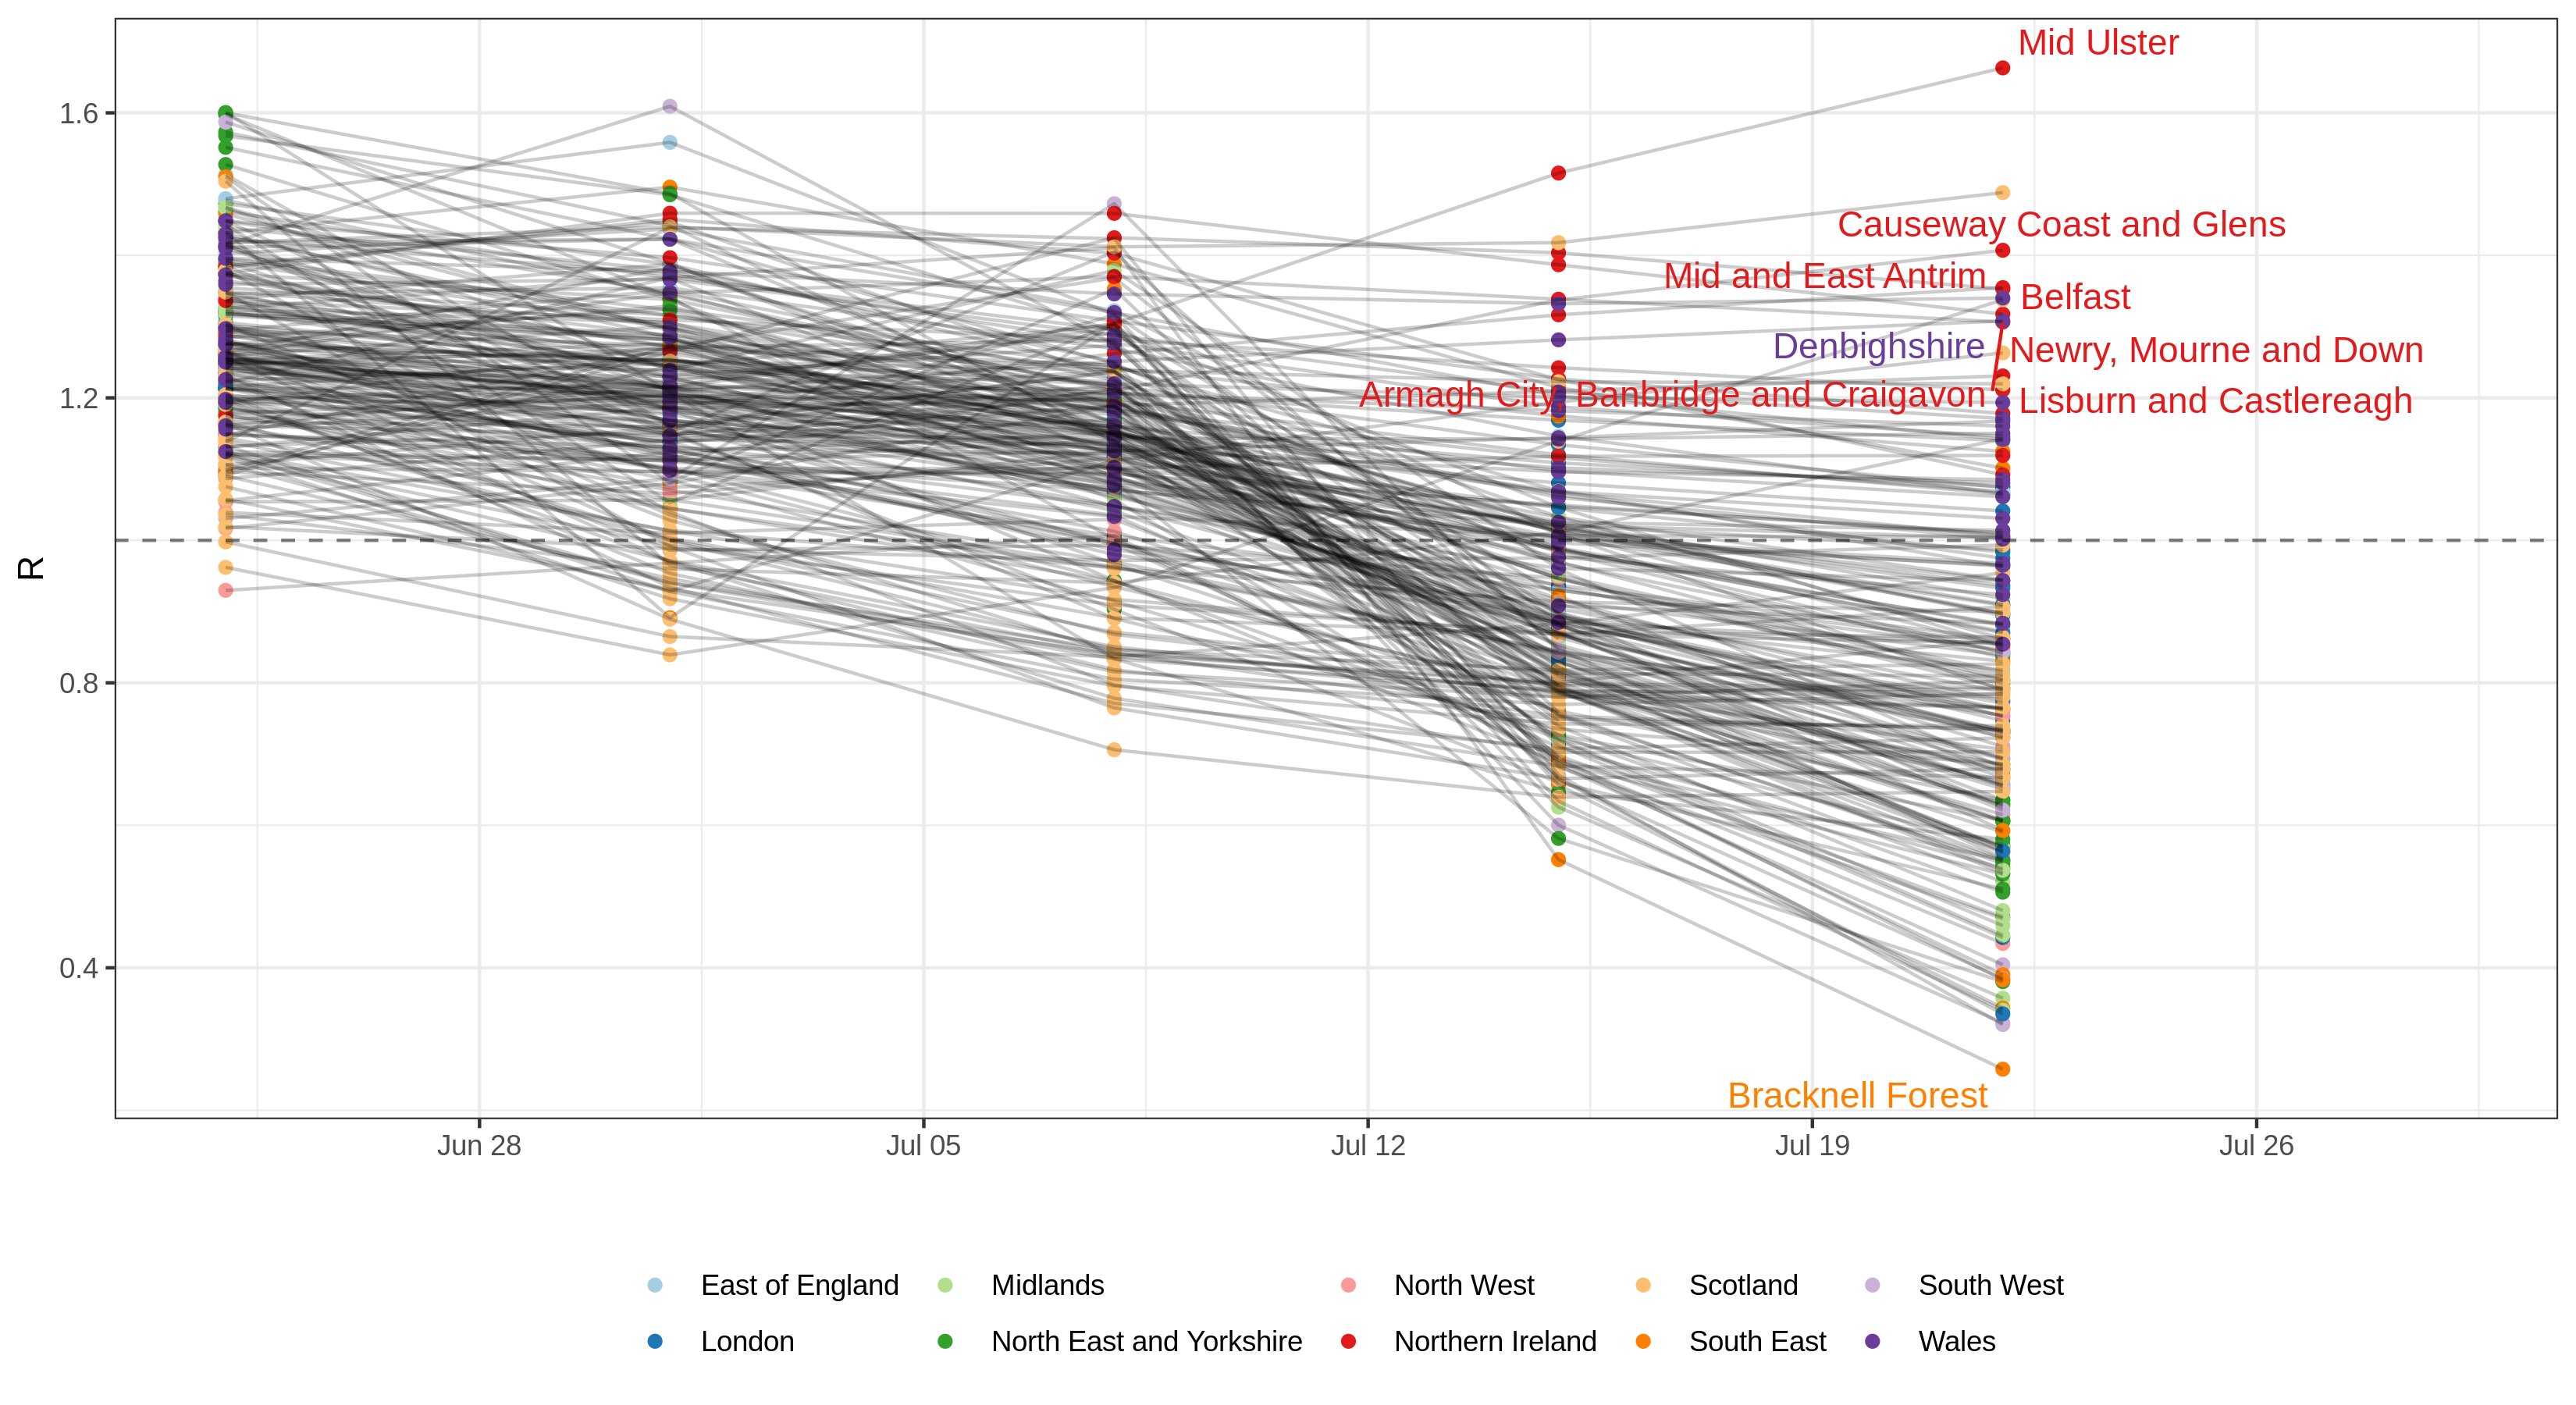 Mid Ulster
1.6
Causeway Coast and Glens
Mid and East Antrim
Belfast
Denbighshire
Newry, Mourne and Down
1.2
Armagh City, Banbridge and Craigavon
Lisburn and Castlereagh
R
0.8
0.4
Bracknell Forest
Jun 28 Jul 05 Jul 12 Jul 19 Jul 26
East of England Midlands North West Scotland South West
London North East and Yorkshire Northern Ireland South East Wales